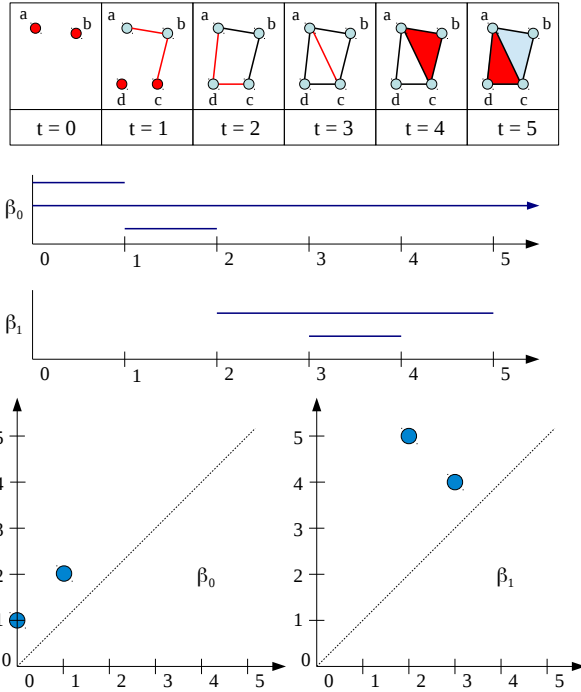 a b
a b d c
a b d c
a b d c
a b d c
a b d c
t = 0 t = 1 t = 2 t = 3 t = 4 t = 5
β0
0 1 2 3 4 5
β1
0 1 2 3 4 5
5 4 3 2 1 0
β0
0 1 2 3 4 5
5 4 3 2 1 0
β1
0 1 2 3 4 5